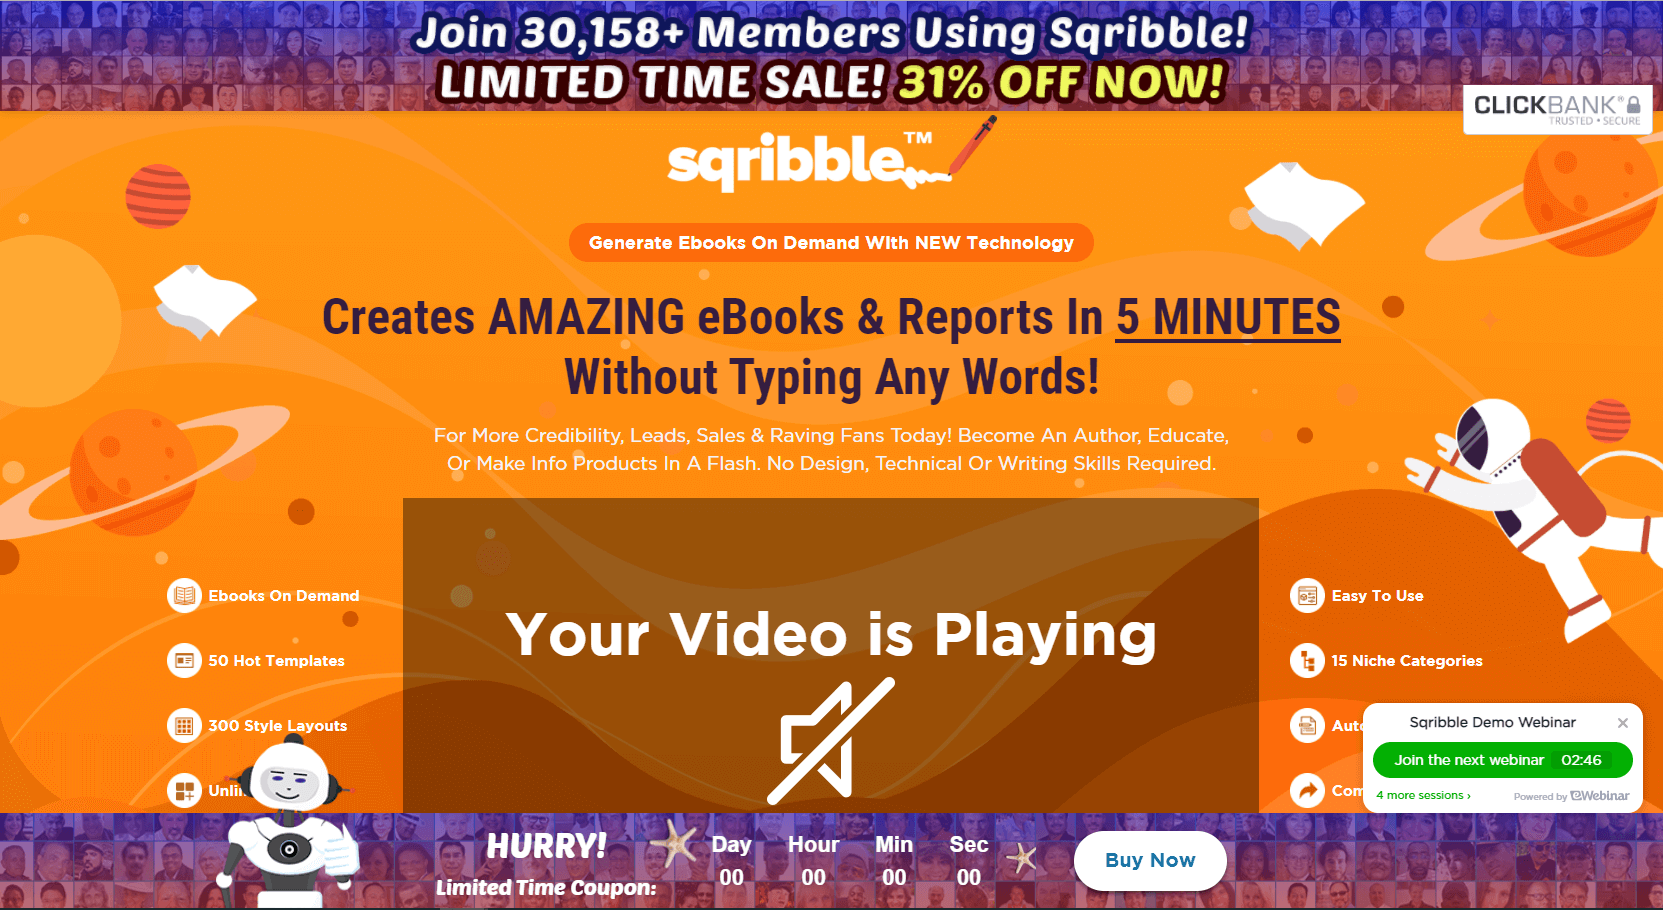 Join 30,158+ Members Using Sqribble!
LIMITED TIME SALE! 31% OFF NOW!
CLICKBANK®
TRUSTED • SECURE
sqribble™
Generate Ebooks On Demand With NEW Technology
Creates AMAZING eBooks & Reports In 5 MINUTES
Without Typing Any Words!
For More Credibility, Leads, Sales & Raving Fans Today! Become An Author, Educate,
Or Make Info Products In A Flash. No Design, Technical Or Writing Skills Required.
Ebooks On Demand
50 Hot Templates
300 Style Layouts
Your Video is Playing
Easy To Use
15 Niche Categories
Sqribble Demo Webinar
Join the next webinar 02:46
4 more sessions ›
Powered by eWebinar
HURRY!
Limited Time Coupon:
Day Hour Min Sec
00 00 00 00
Buy Now